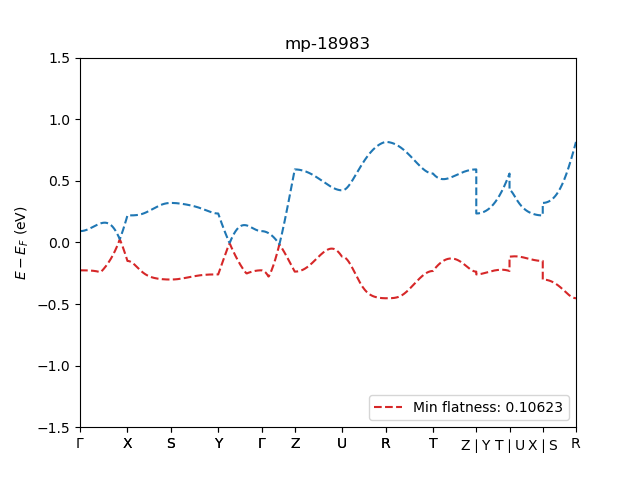 mp-18983
1.5
1.0
0.5
0.0
−0.5
−1.0
−1.5
E − E_F (eV)
Min flatness: 0.10623
Γ X S Y Γ Z U R T Z | Y T | U X | S R